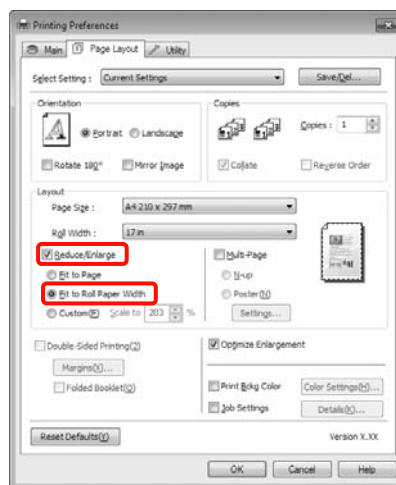 Printing Preferences
Main Page Layout Utility
Select Setting : Current Settings Save/Del...
Orientation Copies
Portrait Landscape Copies : 1
Rotate 180° Mirror Image Collate Reverse Order
Layout
Page Size : A4 210 x 297 mm
Roll Width : 17 in
Reduce/Enlarge Multi-Page
Fit to Page N-up
Fit to Roll Paper Width Poster(N)
Custom(F) Scale to 203 % Settings...
Double-Sided Printing(2) Optimize Enlargement
Margins(X)...
Folded Booklet(Q) Print Bckg Color Color Settings(H)...
Job Settings Details(K)...
Reset Defaults(Y) Version X.XX
OK Cancel Help